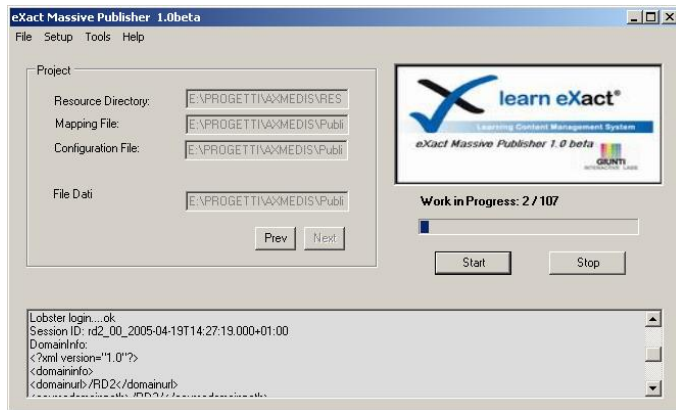 eXact Massive Publisher 1.0beta
File Setup Tools Help
Project
Resource Directory: E:\PROGETTI\AXMEDIS\RES
Mapping File: E:\PROGETTI\AXMEDIS\Publi
Configuration File: E:\PROGETTI\AXMEDIS\Publi
File Dati E:\PROGETTI\AXMEDIS\Publi
Prev Next
learn eXact®
Learning Content Management System
eXact Massive Publisher 1.0 beta
GIUNTI
INTERACTIVE LABS
Work in Progress: 2 / 107
Start Stop
Lobster login....ok
Session ID: rd2_00_2005-04-19T14:27:19.000+01:00
DomainInfo:
<?xml version="1.0"?>
<domaininfo>
<domainurl>/RD2</domainurl>